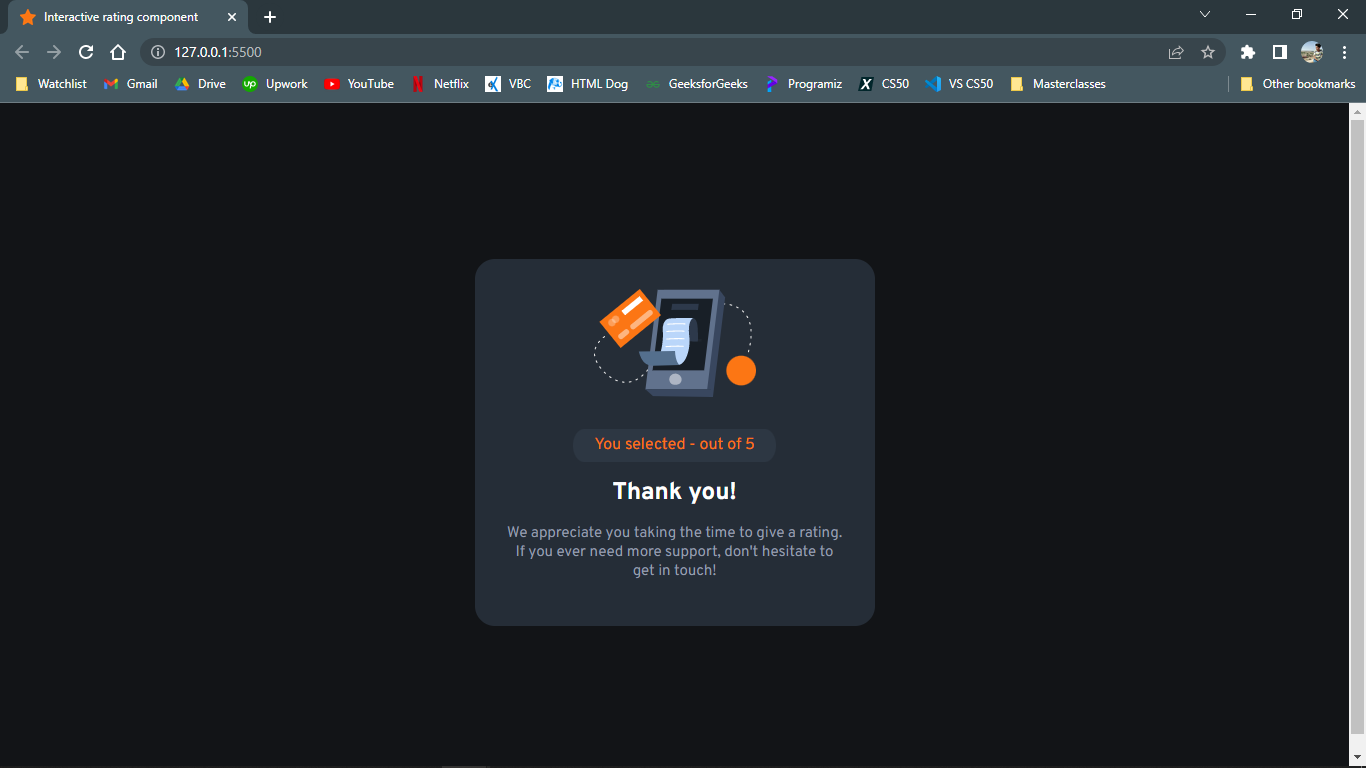 Interactive rating component
127.0.0.1:5500
Watchlist Gmail Drive Upwork YouTube Netflix VBC HTML Dog GeeksforGeeks Programiz CS50 VS CS50 Masterclasses Other bookmarks
You selected - out of 5
Thank you!
We appreciate you taking the time to give a rating.
If you ever need more support, don't hesitate to
get in touch!